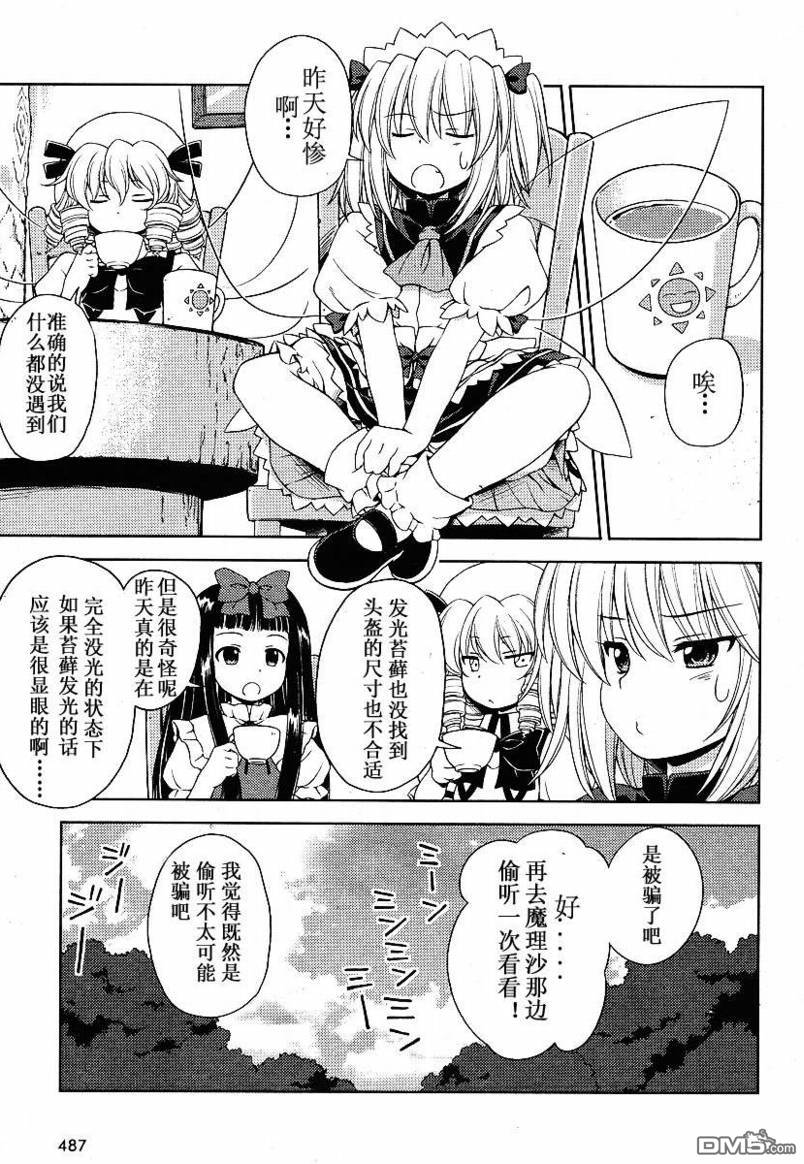 唉…
昨天好惨
啊…
准确的说我们
什么都没遇到
发光苔藓也没找到
头盔的尺寸也不合适
但是很奇怪呢
昨天真的是在
完全没光的状态下
如果苔藓发光的话
应该是很显眼的啊……
是被骗了吧
好····
再去魔理沙那边
偷听一次看看！
我觉得既然是
偷听不太可能
被骗吧
ミーン
ミンミンミン
ジー
ジー
487
DM5.com